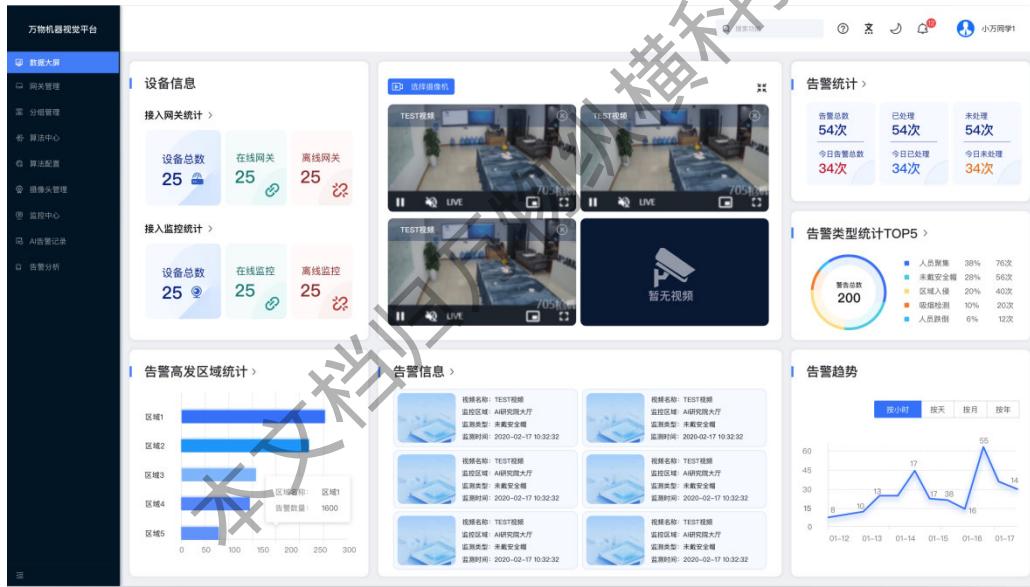 万物机器视觉平台
搜索功能
10
小万同学1
数据大屏
网关管理
分组管理
算法中心
算法配置
摄像头管理
监控中心
AI告警记录
告警分析
设备信息
接入网关统计 >
设备总数
25
在线网关
25
离线网关
25
接入监控统计 >
设备总数
25
在线监控
25
离线监控
25
选择摄像机
TEST视频
LIVE
TEST视频
LIVE
TEST视频
LIVE
暂无视频
告警统计 >
告警总数 已处理 未处理
54次 54次 54次
今日告警总数 今日已处理 今日未处理
34次 34次 34次
告警类型统计TOP5 >
警告总数
200
人员聚集 38% 76次
未戴安全帽 28% 56次
区域入侵 20% 40次
吸烟检测 10% 20次
人员跌倒 6% 12次
告警高发区域统计 >
区域1
区域2
区域3
区域4
区域5
区域名称: 区域1
告警数量: 1600
0 50 100 150 200 250 300
告警信息 >
视频名称: TEST视频
监控区域: AI研究院大厅
监测类型: 未戴安全帽
监测时间: 2020-02-17 10:32:32
视频名称: TEST视频
监控区域: AI研究院大厅
监测类型: 未戴安全帽
监测时间: 2020-02-17 10:32:32
视频名称: TEST视频
监控区域: AI研究院大厅
监测类型: 未戴安全帽
监测时间: 2020-02-17 10:32:32
视频名称: TEST视频
监控区域: AI研究院大厅
监测类型: 未戴安全帽
监测时间: 2020-02-17 10:32:32
视频名称: TEST视频
监控区域: AI研究院大厅
监测类型: 未戴安全帽
监测时间: 2020-02-17 10:32:32
视频名称: TEST视频
监控区域: AI研究院大厅
监测类型: 未戴安全帽
监测时间: 2020-02-17 10:32:32
告警趋势
按小时 按天 按月 按年
60
45
30
15
0
8 10 13 17 17 38 16 55 14
01-12 01-13 01-14 01-15 01-16 01-17
本文档归万物纵横科